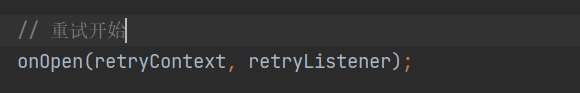 // 重试开始
onOpen(retryContext, retryListener);